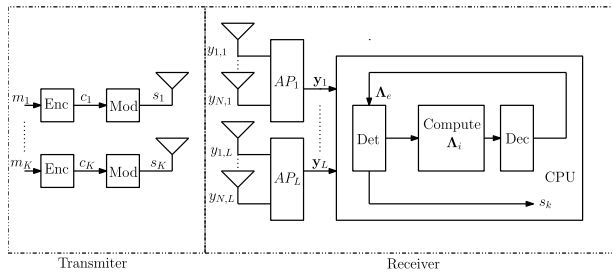 m_1 Enc c_1 Mod s_1
m_K Enc c_K Mod s_K
Transmiter
y_{1,1}
y_{N,1}
AP_1
y_1
y_{1,L}
y_{N,L}
AP_L
y_L
Λ_e
Det
Compute
Λ_i
Dec
CPU
s_k
Receiver